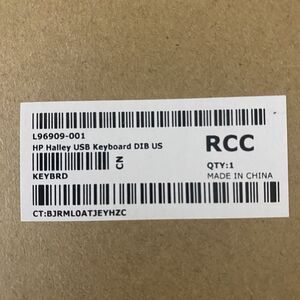 L96909-001
HP Halley USB Keyboard DIB US
KEYBRD
CN
RCC
QTY:1
MADE IN CHINA
CT:BJRML0ATJEYHZC